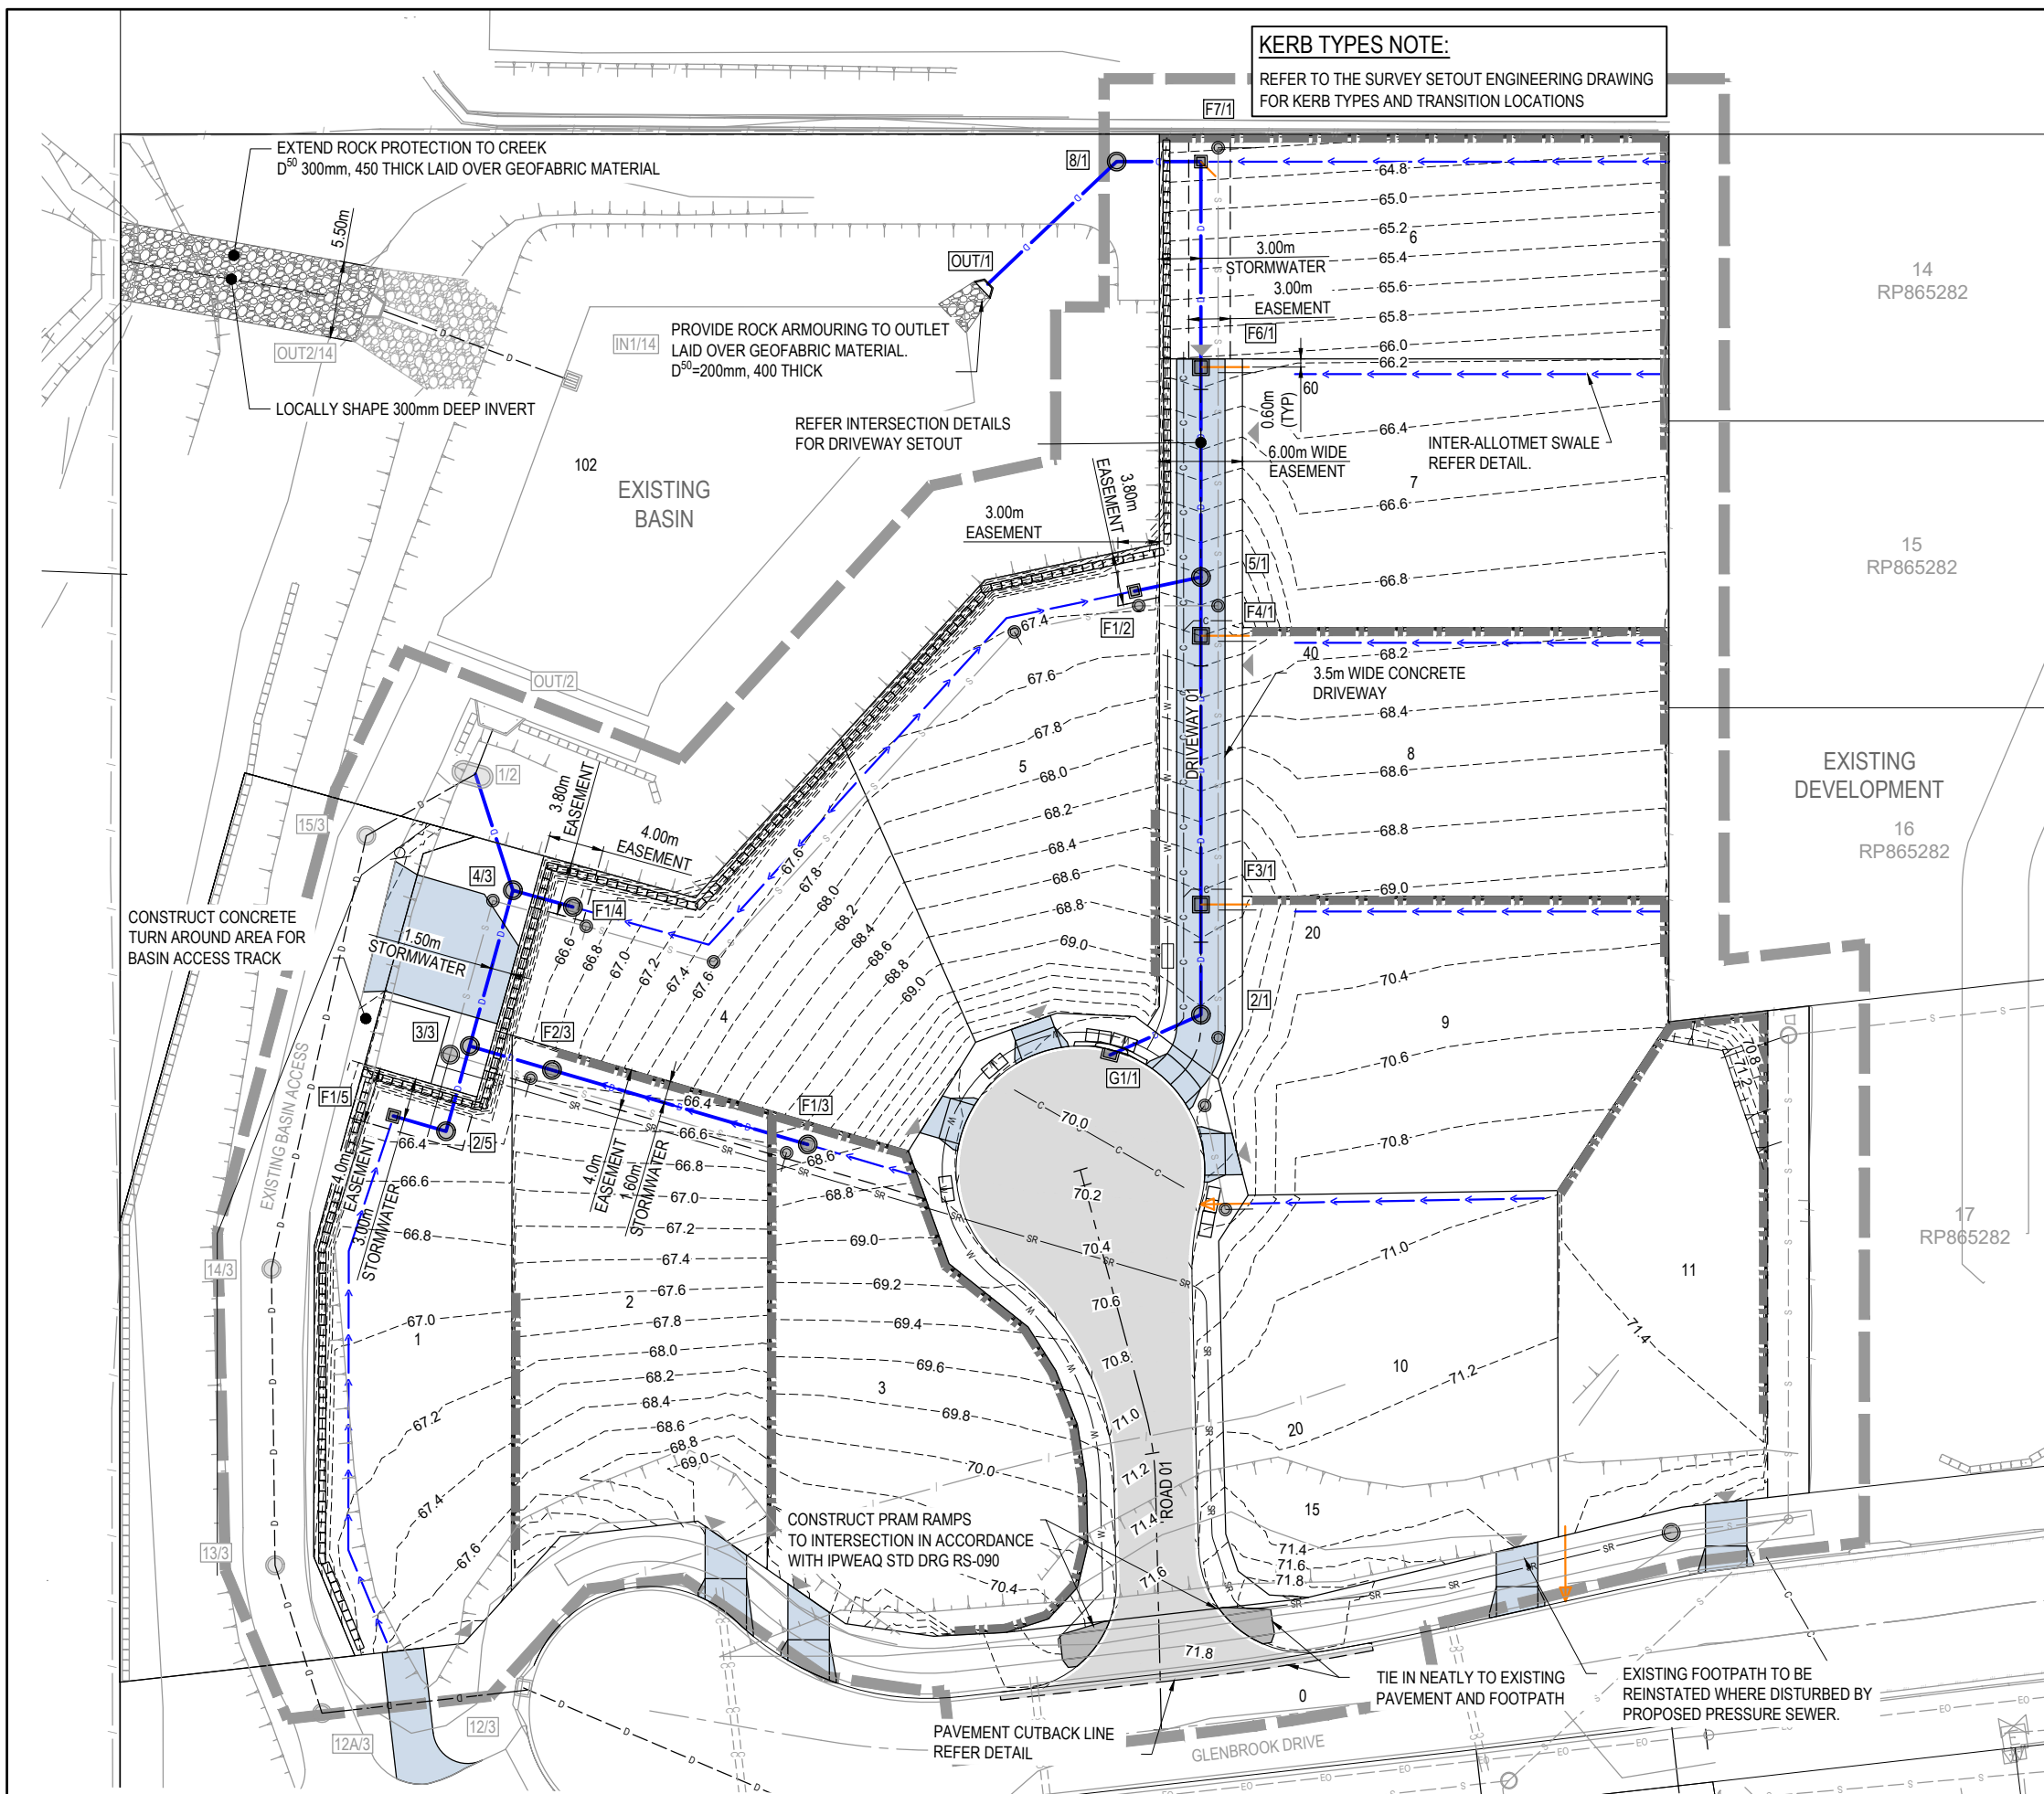 KERB TYPES NOTE:
REFER TO THE SURVEY SETOUT ENGINEERING DRAWING
FOR KERB TYPES AND TRANSITION LOCATIONS
F7/1
EXTEND ROCK PROTECTION TO CREEK
D50 300mm, 450 THICK LAID OVER GEOFABRIC MATERIAL
8/1
64.8
65.0
65.2
6
5.50m
3.00m
STORMWATER
65.4
OUT/1
65.6
3.00m
EASEMENT
65.8
14
RP865282
PROVIDE ROCK ARMOURING TO OUTLET
LAID OVER GEOFABRIC MATERIAL.
D50=200mm, 400 THICK
F6/1
66.0
66.2
OUT2/14
IN1/14
60
0.60m
(TYP)
LOCALLY SHAPE 300mm DEEP INVERT
REFER INTERSECTION DETAILS
FOR DRIVEWAY SETOUT
66.4
INTER-ALLOTMET SWALE
REFER DETAIL.
6.00m WIDE
EASEMENT
102
EXISTING
BASIN
3.80m
EASEMENT
7
66.6
3.00m
EASEMENT
15
RP865282
5/1
66.8
F4/1
67.4
F1/2
40
68.2
3.5m WIDE CONCRETE
DRIVEWAY
OUT/2
67.6
68.4
DRIVEWAY 01
67.8
8
5
68.0
68.6
EXISTING
DEVELOPMENT
1/2
3.80m
EASEMENT
68.2
15/3
4.00m
EASEMENT
68.4
68.8
16
RP865282
67.6
67.8
68.0
68.2
68.4
68.6
68.8
69.0
68.6
68.8
69.0
4/3
F1/4
F3/1
69.0
CONSTRUCT CONCRETE
TURN AROUND AREA FOR
BASIN ACCESS TRACK
1.50m
STORMWATER
66.6
66.8
67.0
67.2
67.4
67.6
20
70.4
2/1
4
9
3/3
F2/3
70.6
70.8
71.2
G1/1
F1/5
66.4
F1/3
70.0
EXISTING BASIN ACCESS
2/5
66.4
66.6
68.6
70.8
4.0m
EASEMENT
4.0m
EASEMENT
1.60m
STORMWATER
66.8
66.6
67.0
68.8
70.2
3.00m
STORMWATER
67.2
66.8
69.0
71.0
17
RP865282
67.4
70.4
14/3
11
67.6
69.2
2
70.6
67.0
1
67.8
69.4
71.4
68.0
69.6
70.8
10
68.2
71.2
3
68.4
67.2
69.8
71.0
68.6
20
68.8
69.0
70.0
71.2
ROAD 01
67.4
15
CONSTRUCT PRAM RAMPS
TO INTERSECTION IN ACCORDANCE
WITH IPWEAQ STD DRG RS-090
71.4
13/3
67.6
71.4
71.6
71.8
70.4
71.6
71.8
TIE IN NEATLY TO EXISTING
PAVEMENT AND FOOTPATH
EXISTING FOOTPATH TO BE
REINSTATED WHERE DISTURBED BY
PROPOSED PRESSURE SEWER.
0
12/3
12A/3
PAVEMENT CUTBACK LINE
REFER DETAIL
GLENBROOK DRIVE